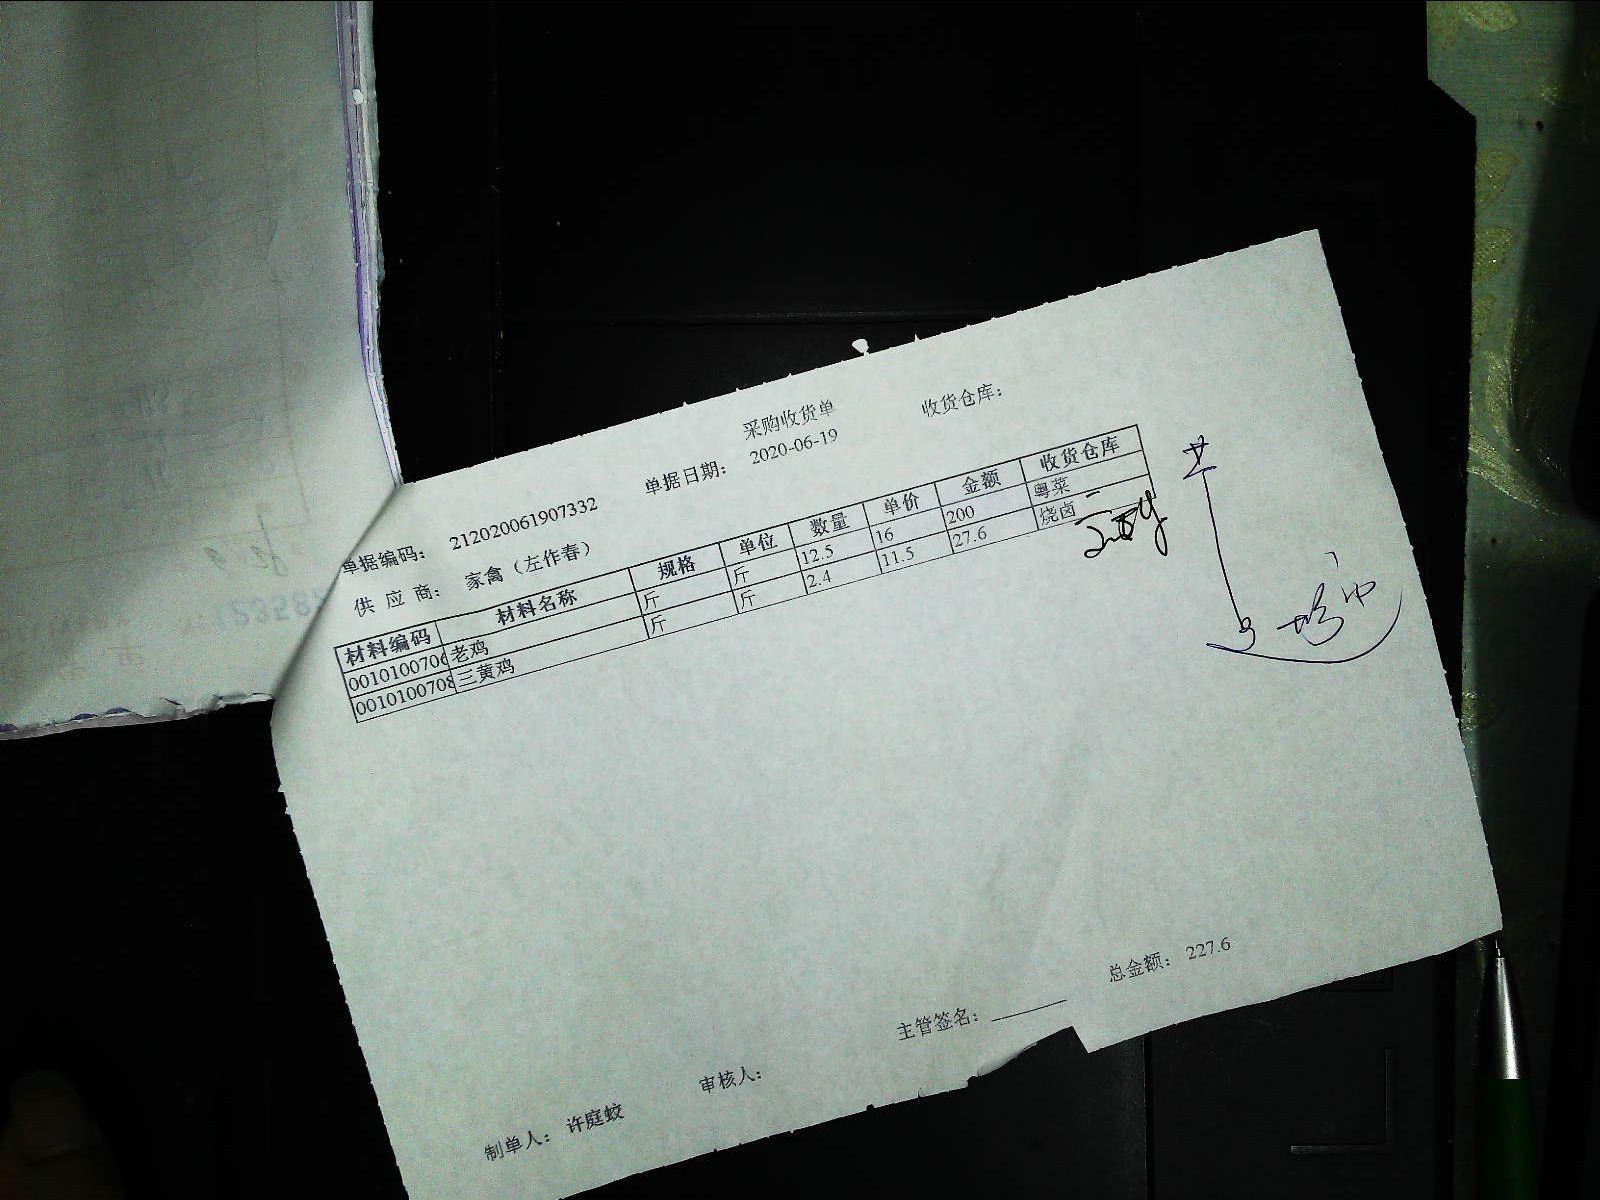 采购收货单
收货仓库：
单据编码： 212020061907332 单据日期： 2020-06-19
供 应 商： 家禽（左作春）
材料编码 材料名称 规格 单位 数量 单价 金额 收货仓库
0010100706 老鸡 斤 斤 12.5 16 200 粤菜
0010100708 三黄鸡 斤 斤 2.4 11.5 27.6 烧卤
总金额： 227.6
主管签名：
审核人：
制单人： 许庭蛟